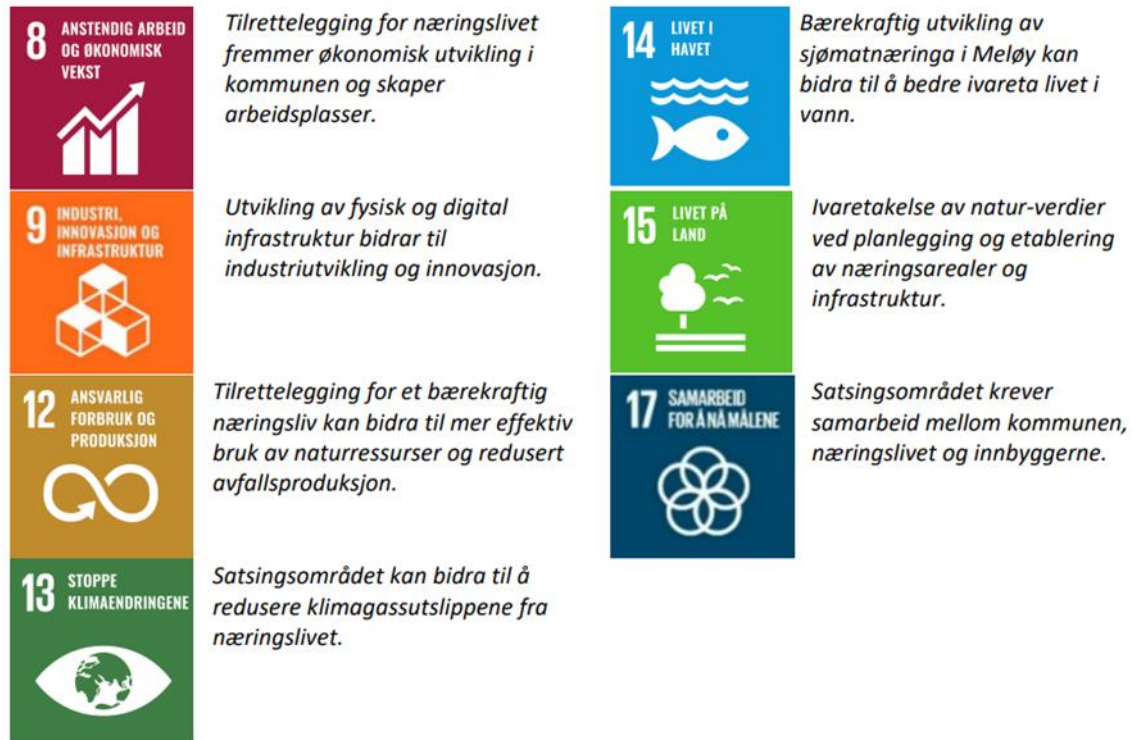 8 ANSTENDIG ARBEID
OG ØKONOMISK
VEKST
Tilrettelegging for næringslivet
fremmer økonomisk utvikling i
kommunen og skaper
arbeidsplasser.
9 INDUSTRI,
INNOVASJON OG
INFRASTRUKTUR
Utvikling av fysisk og digital
infrastruktur bidrar til
industriutvikling og innovasjon.
12 ANSVARLIG
FORBRUK OG
PRODUKSJON
Tilrettelegging for et bærekraftig
næringsliv kan bidra til mer effektiv
bruk av naturressurser og redusert
avfallsproduksjon.
13 STOPPE
KLIMAENDRINGENE
Satsingsområdet kan bidra til å
redusere klimagassutslippene fra
næringslivet.
14 LIVET I
HAVET
Bærekraftig utvikling av
sjømatnæringa i Meløy kan
bidra til å bedre ivareta livet i
vann.
15 LIVET PÅ
LAND
Ivaretakelse av natur-verdier
ved planlegging og etablering
av næringsarealer og
infrastruktur.
17 SAMARBEID
FOR Å NÅ MÅLENE
Satsingsområdet krever
samarbeid mellom kommunen,
næringslivet og innbyggerne.